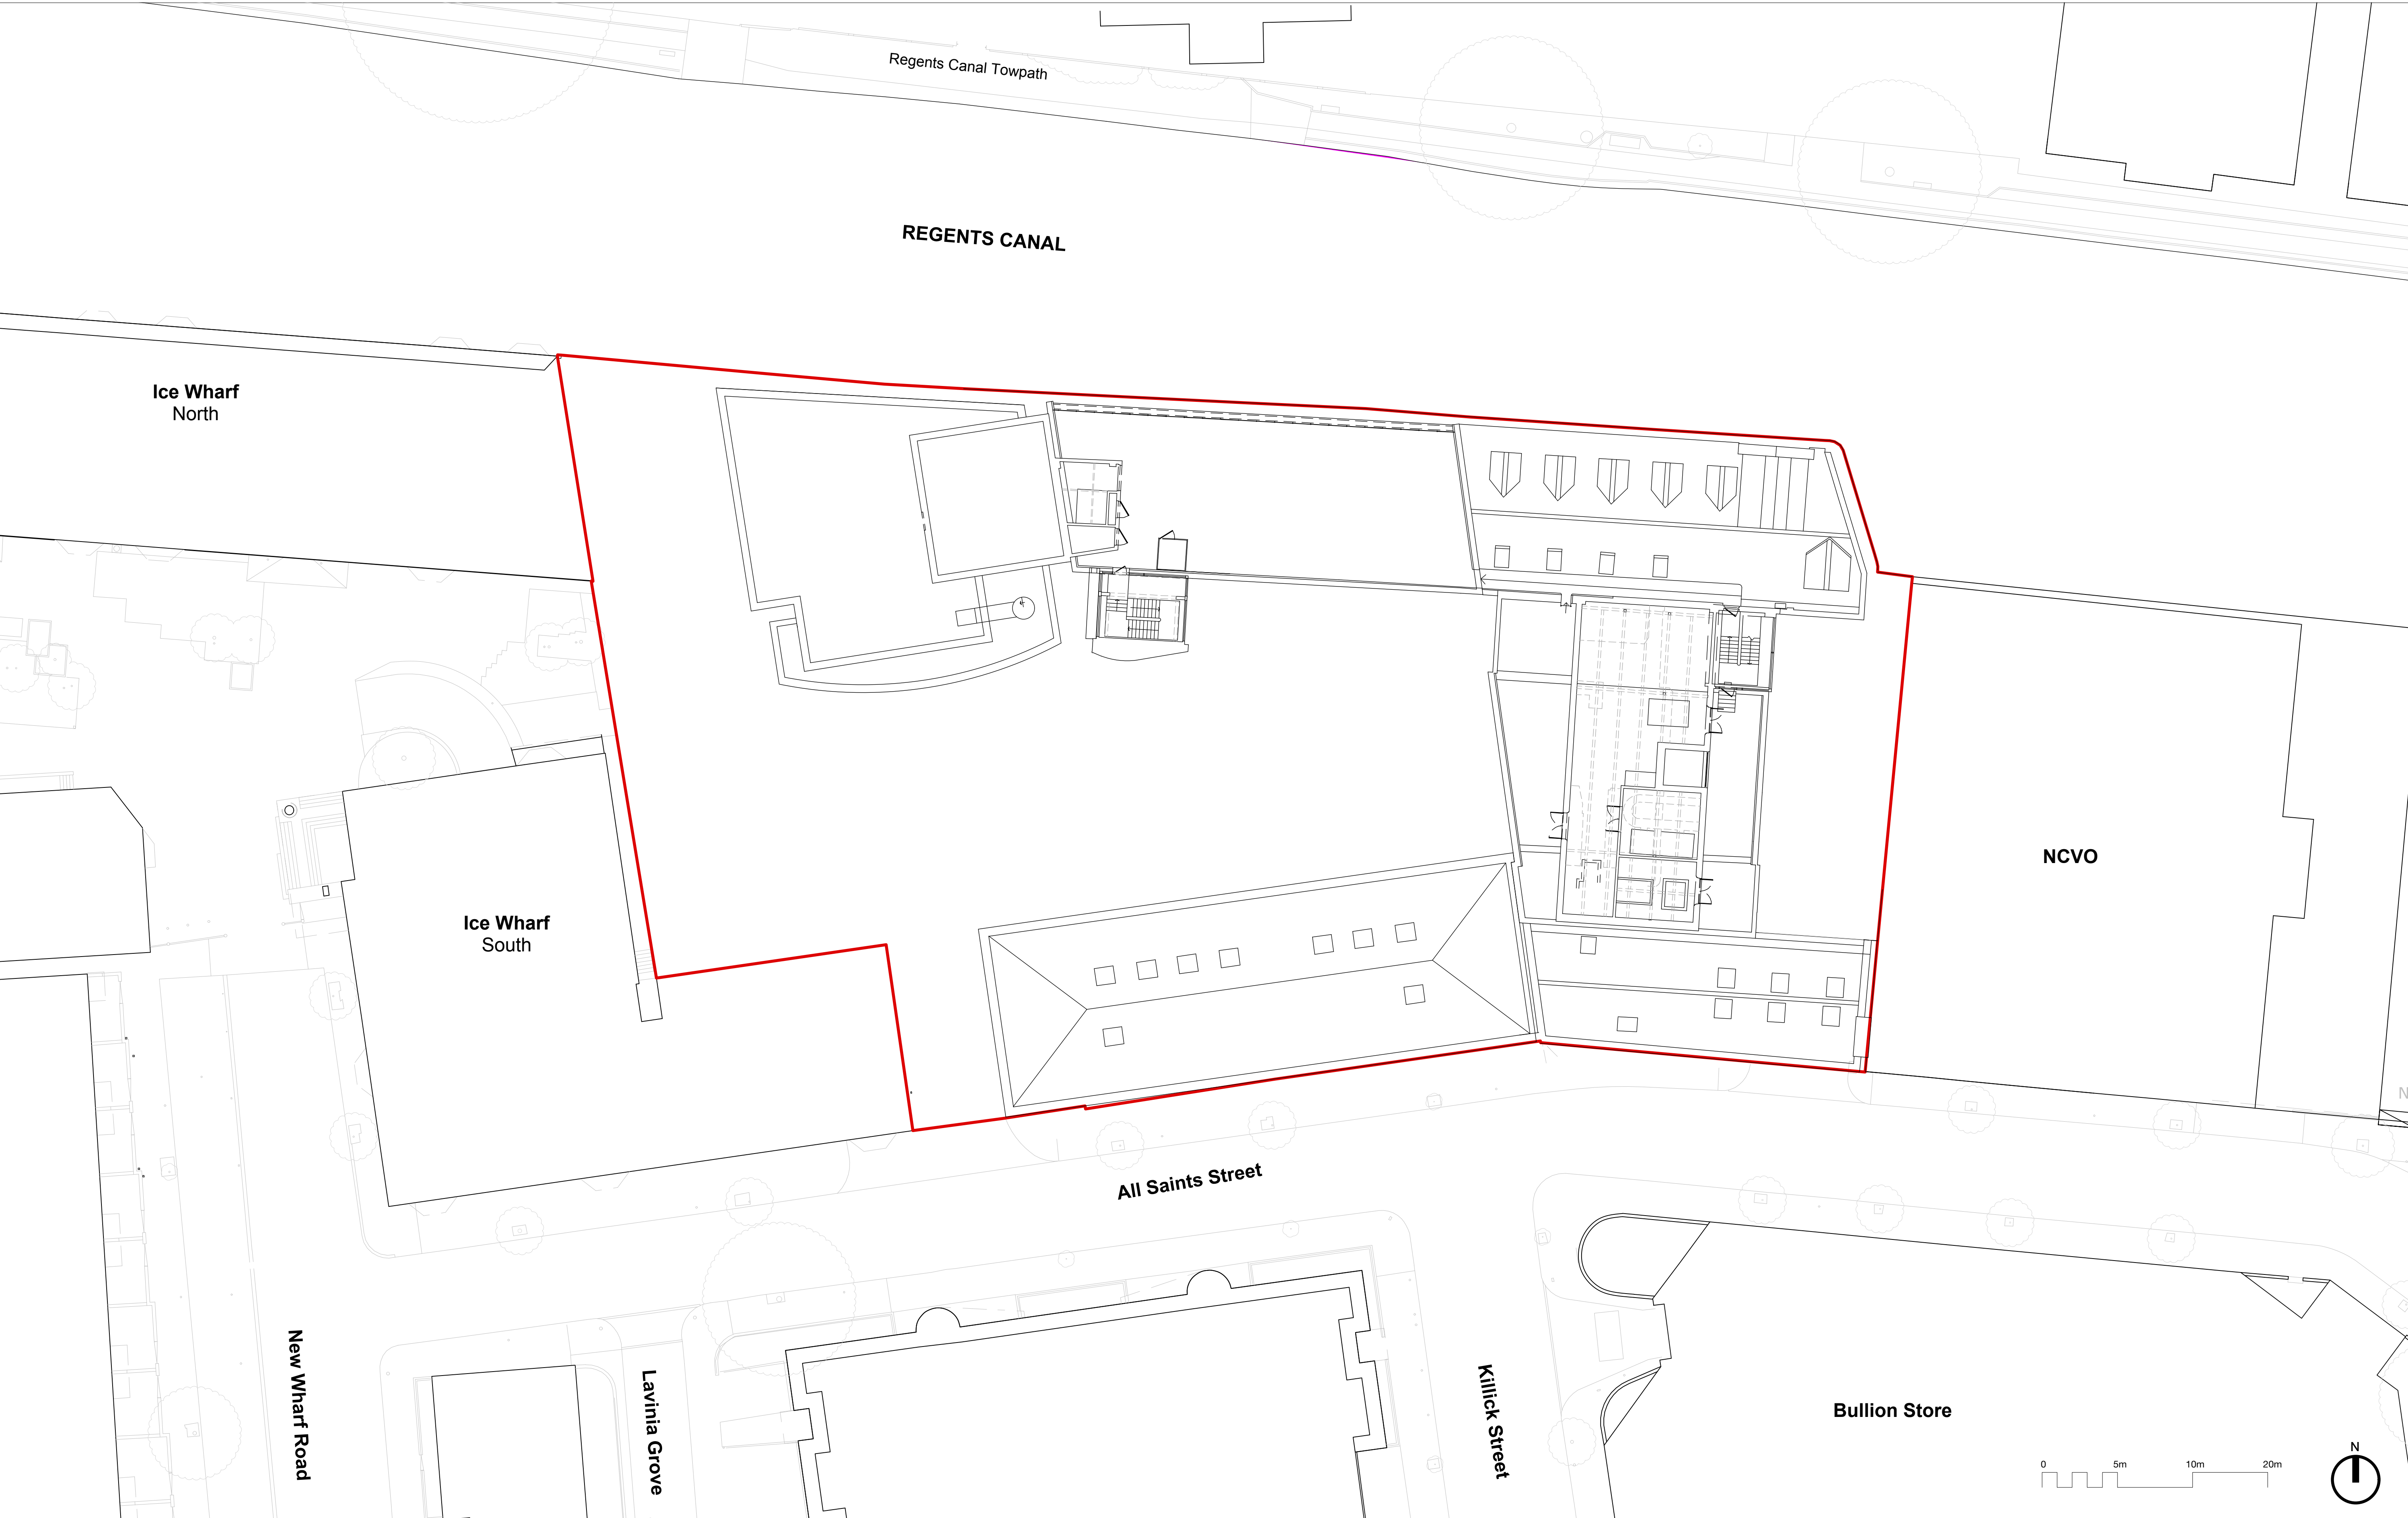 Regents Canal Towpath
REGENTS CANAL
Ice Wharf
North
Ice Wharf
South
NCVO
N
All Saints Street
New Wharf Road
Lavinia Grove
Killick Street
Bullion Store
N
0 5m 10m 20m